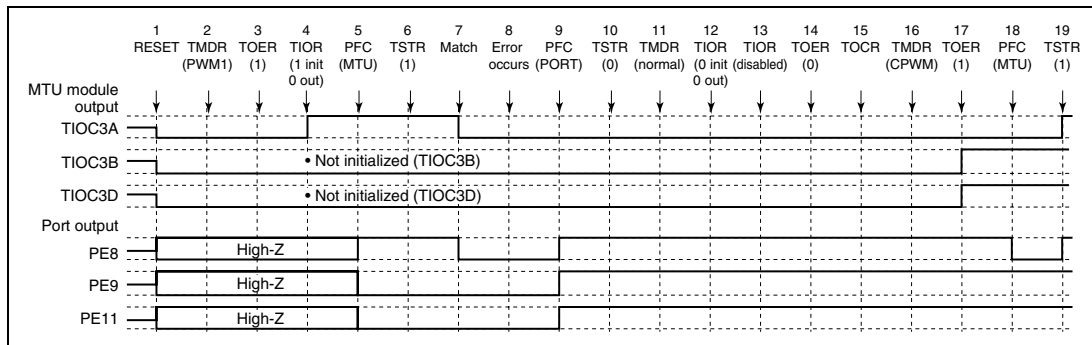 1 2 3 4 5 6 7 8 9 10 11 12 13 14 15 16 17 18 19
RESET TMDR TOER TIOR PFC TSTR Match Error PFC TSTR TMDR TIOR TIOR TOER TOCR TMDR TOER PFC TSTR
(PWM1) (1) (1 init (MTU) (1) occurs (PORT) (0) (normal) (0 init (disabled) (0) (CPWM) (1) (MTU) (1)
0 out) 0 out)
MTU module
output
TIOC3A
TIOC3B • Not initialized (TIOC3B)
TIOC3D • Not initialized (TIOC3D)
Port output
PE8 High-Z
PE9 High-Z
PE11 High-Z